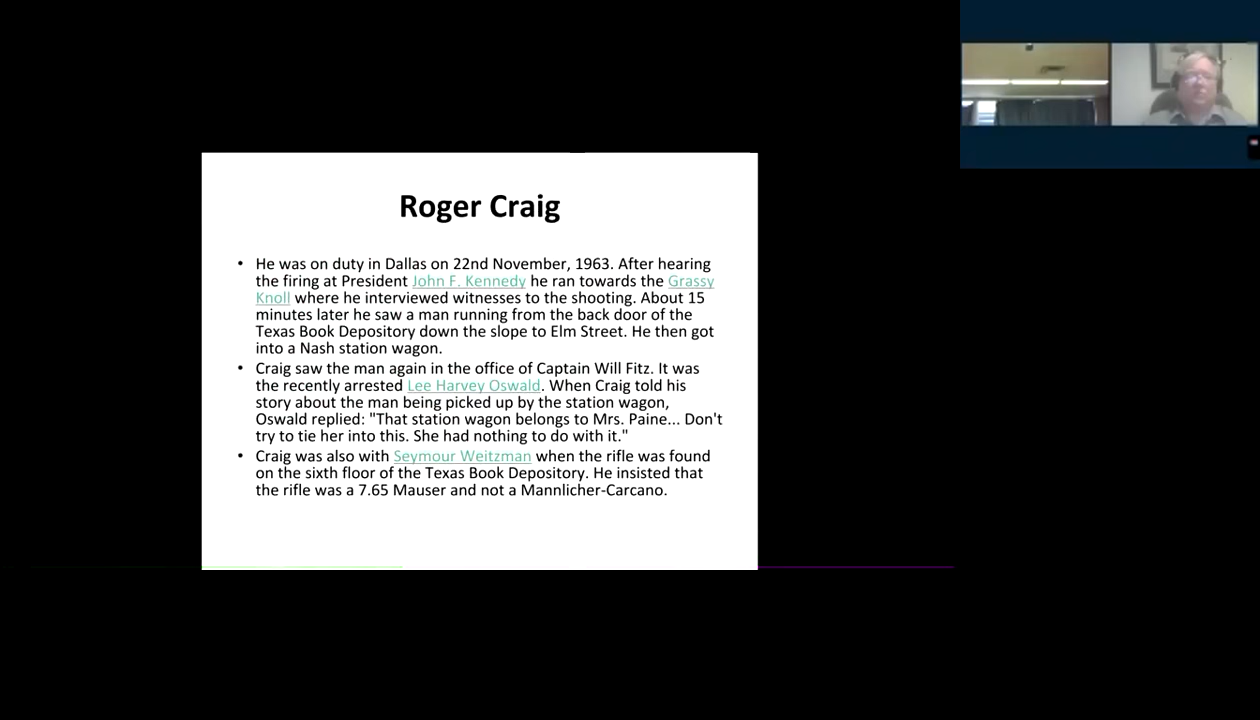 Roger Craig
• He was on duty in Dallas on 22nd November, 1963. After hearing
the firing at President John F. Kennedy he ran towards the Grassy
Knoll where he interviewed witnesses to the shooting. About 15
minutes later he saw a man running from the back door of the
Texas Book Depository down the slope to Elm Street. He then got
into a Nash station wagon.
• Craig saw the man again in the office of Captain Will Fitz. It was
the recently arrested Lee Harvey Oswald. When Craig told his
story about the man being picked up by the station wagon,
Oswald replied: "That station wagon belongs to Mrs. Paine... Don't
try to tie her into this. She had nothing to do with it."
• Craig was also with Seymour Weitzman when the rifle was found
on the sixth floor of the Texas Book Depository. He insisted that
the rifle was a 7.65 Mauser and not a Mannlicher-Carcano.